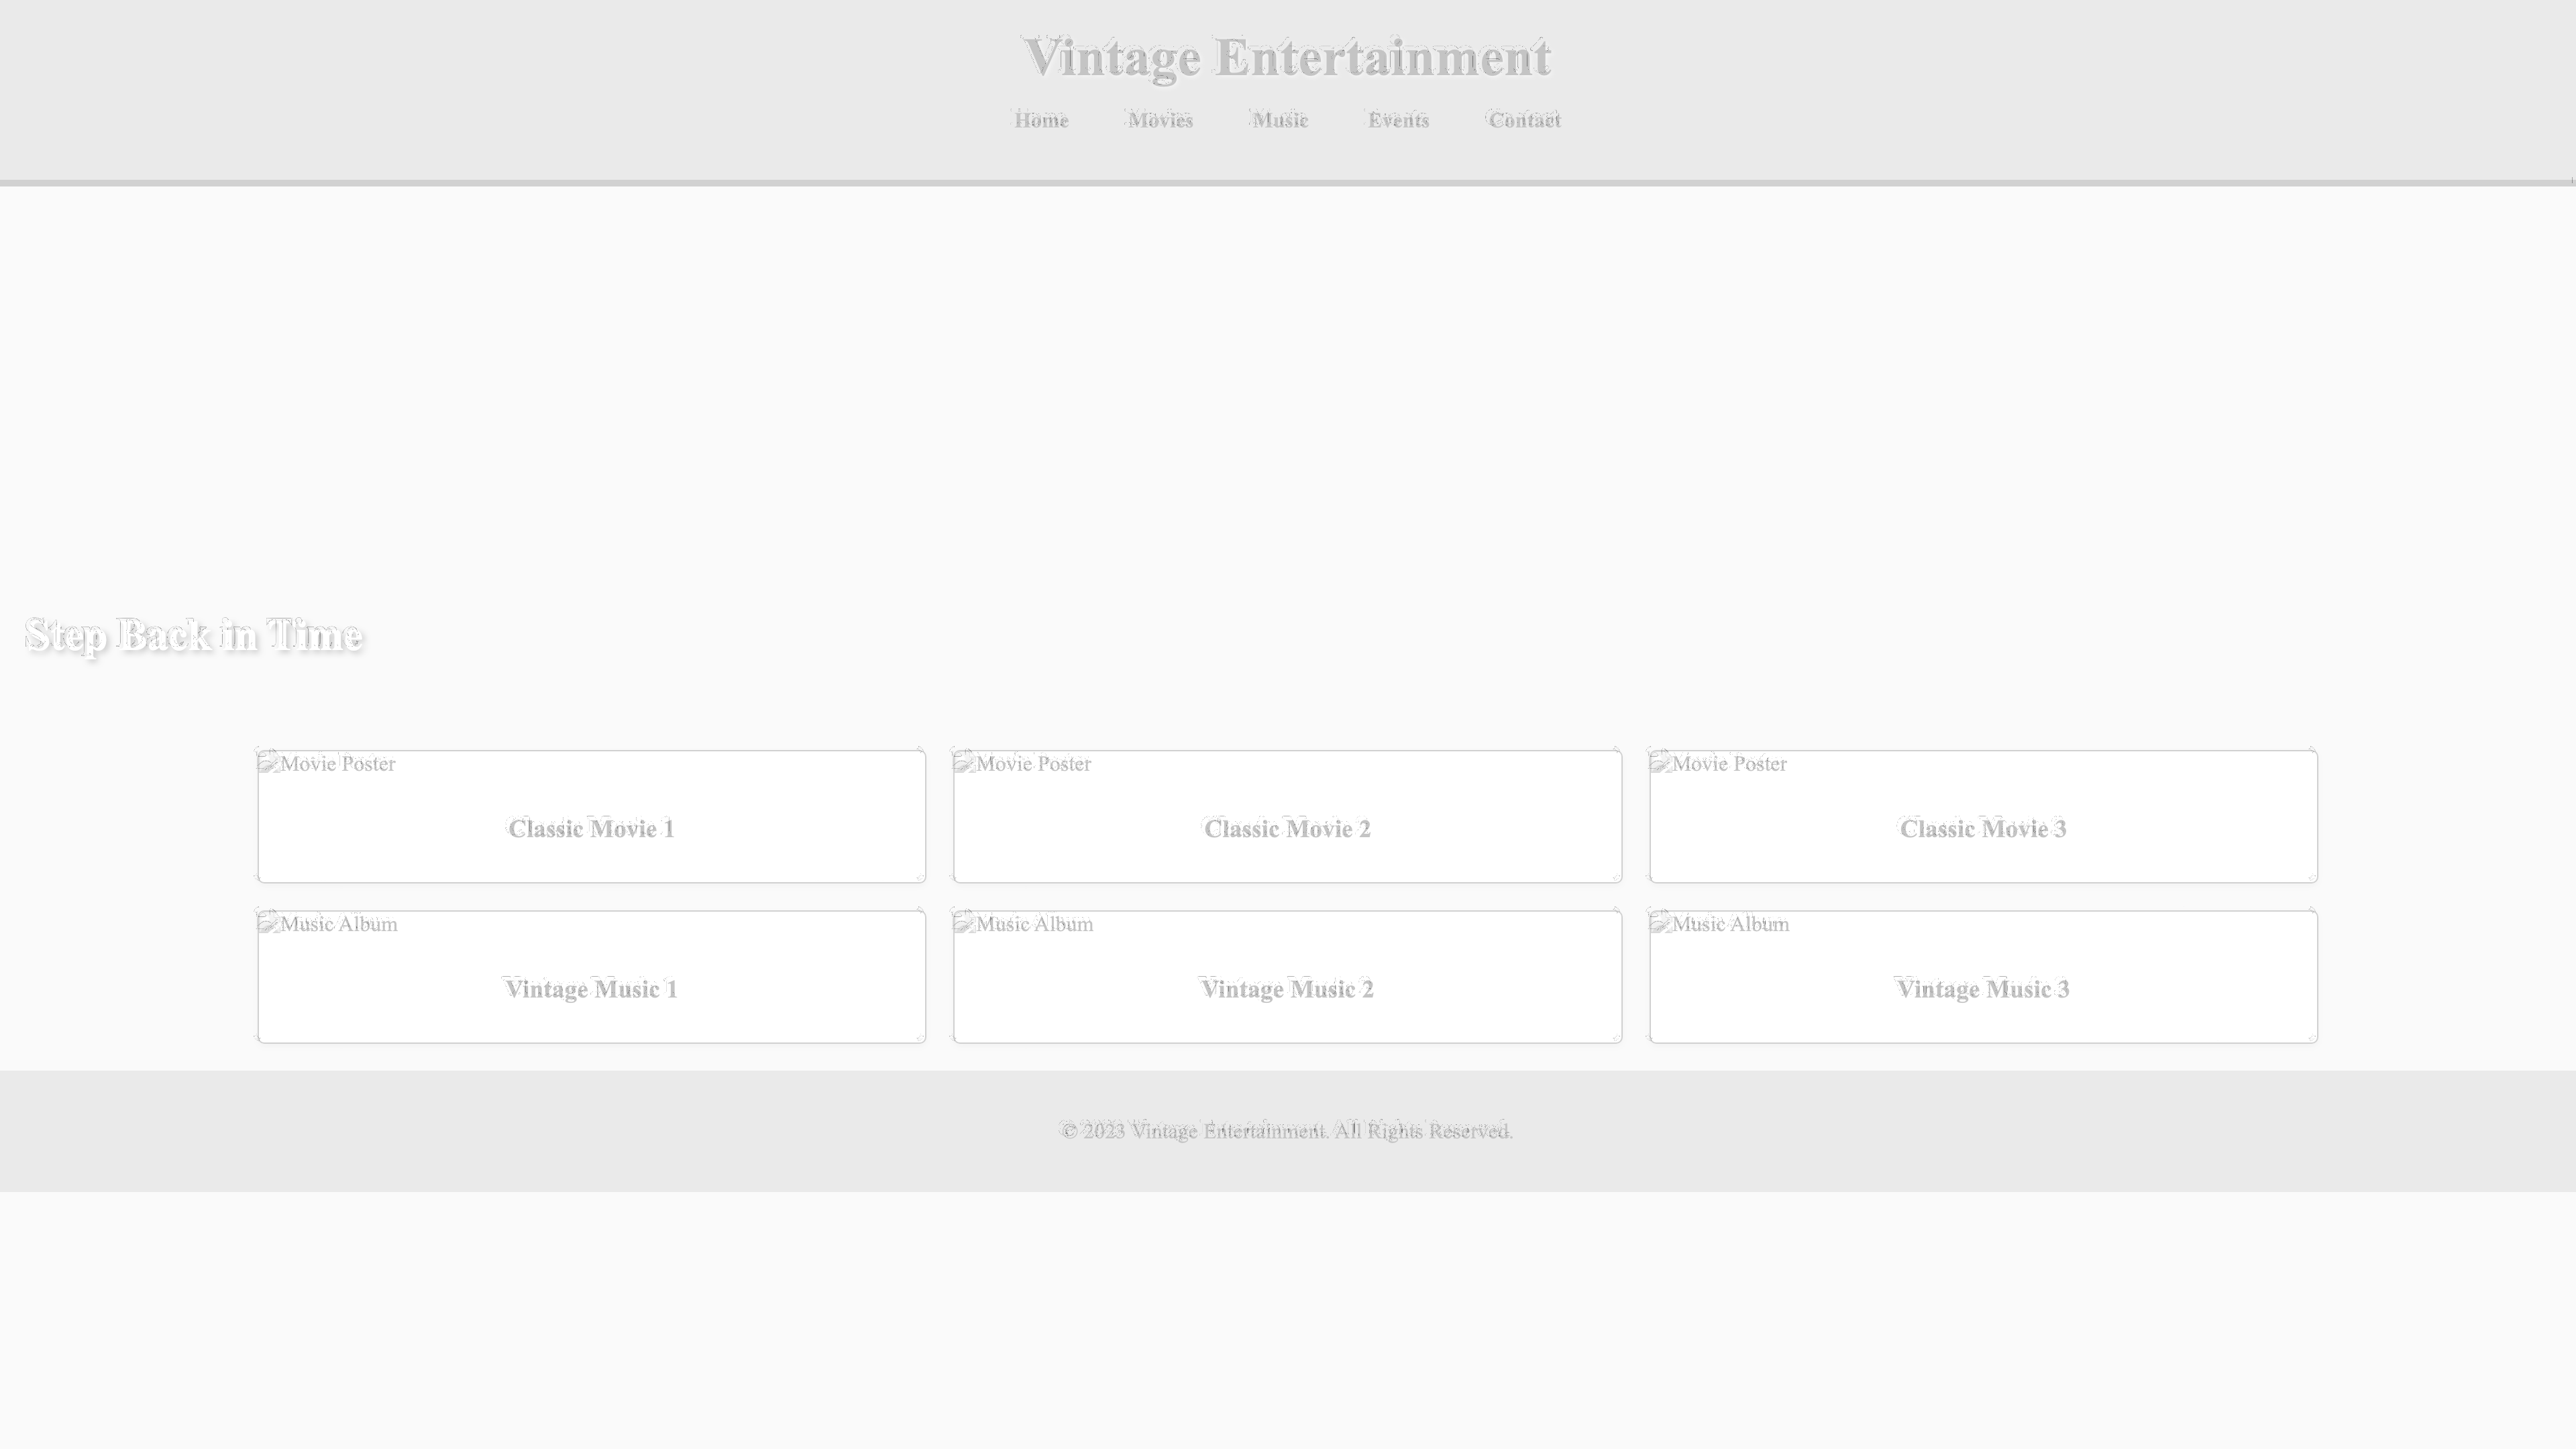 Vintage Entertainment
Home Movies Music Events Contact
Step Back in Time
Movie Poster Movie Poster Movie Poster
Classic Movie 1 Classic Movie 2 Classic Movie 3
Music Album Music Album Music Album
Vintage Music 1 Vintage Music 2 Vintage Music 3
© 2023 Vintage Entertainment. All Rights Reserved.